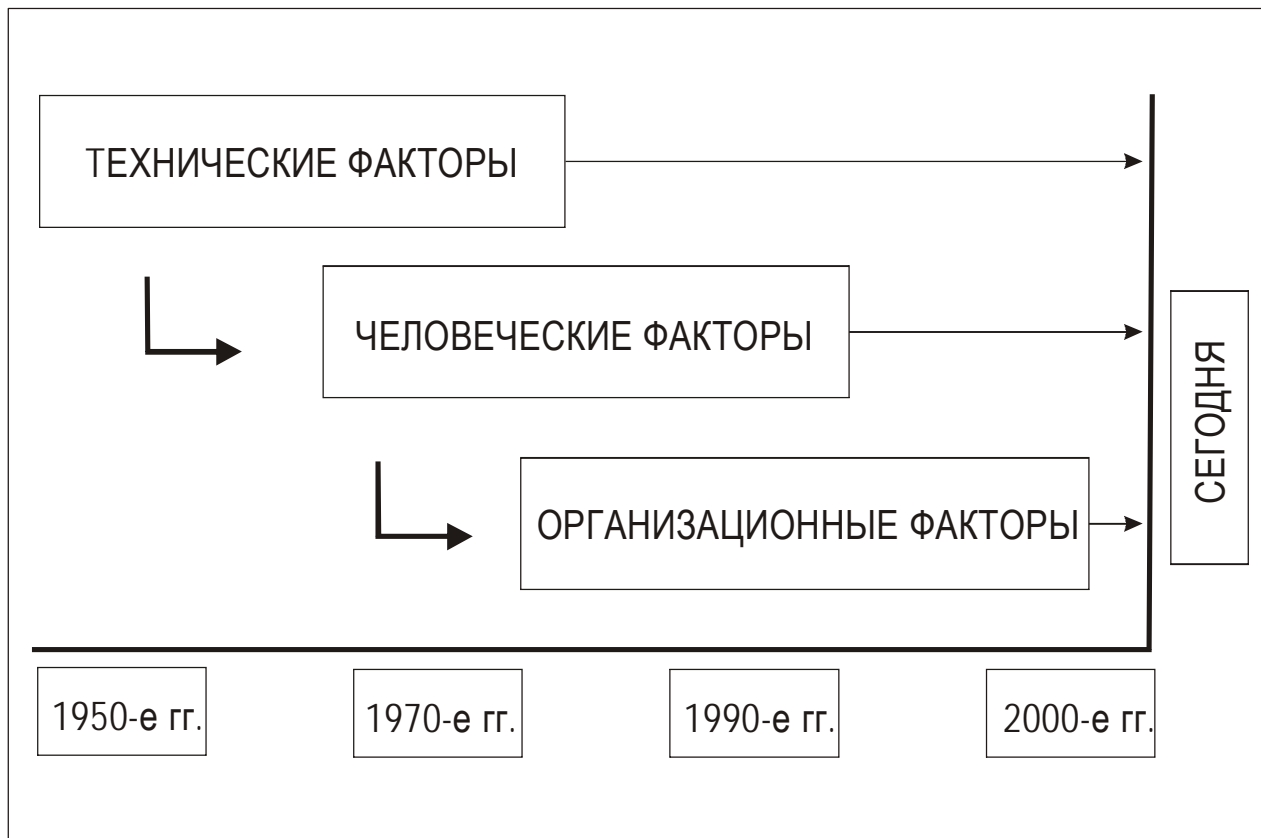 ТЕХНИЧЕСКИЕ ФАКТОРЫ
ЧЕЛОВЕЧЕСКИЕ ФАКТОРЫ
ОРГАНИЗАЦИОННЫЕ ФАКТОРЫ
СЕГОДНЯ
1950-е гг.
1970-е гг.
1990-е гг.
2000-е гг.